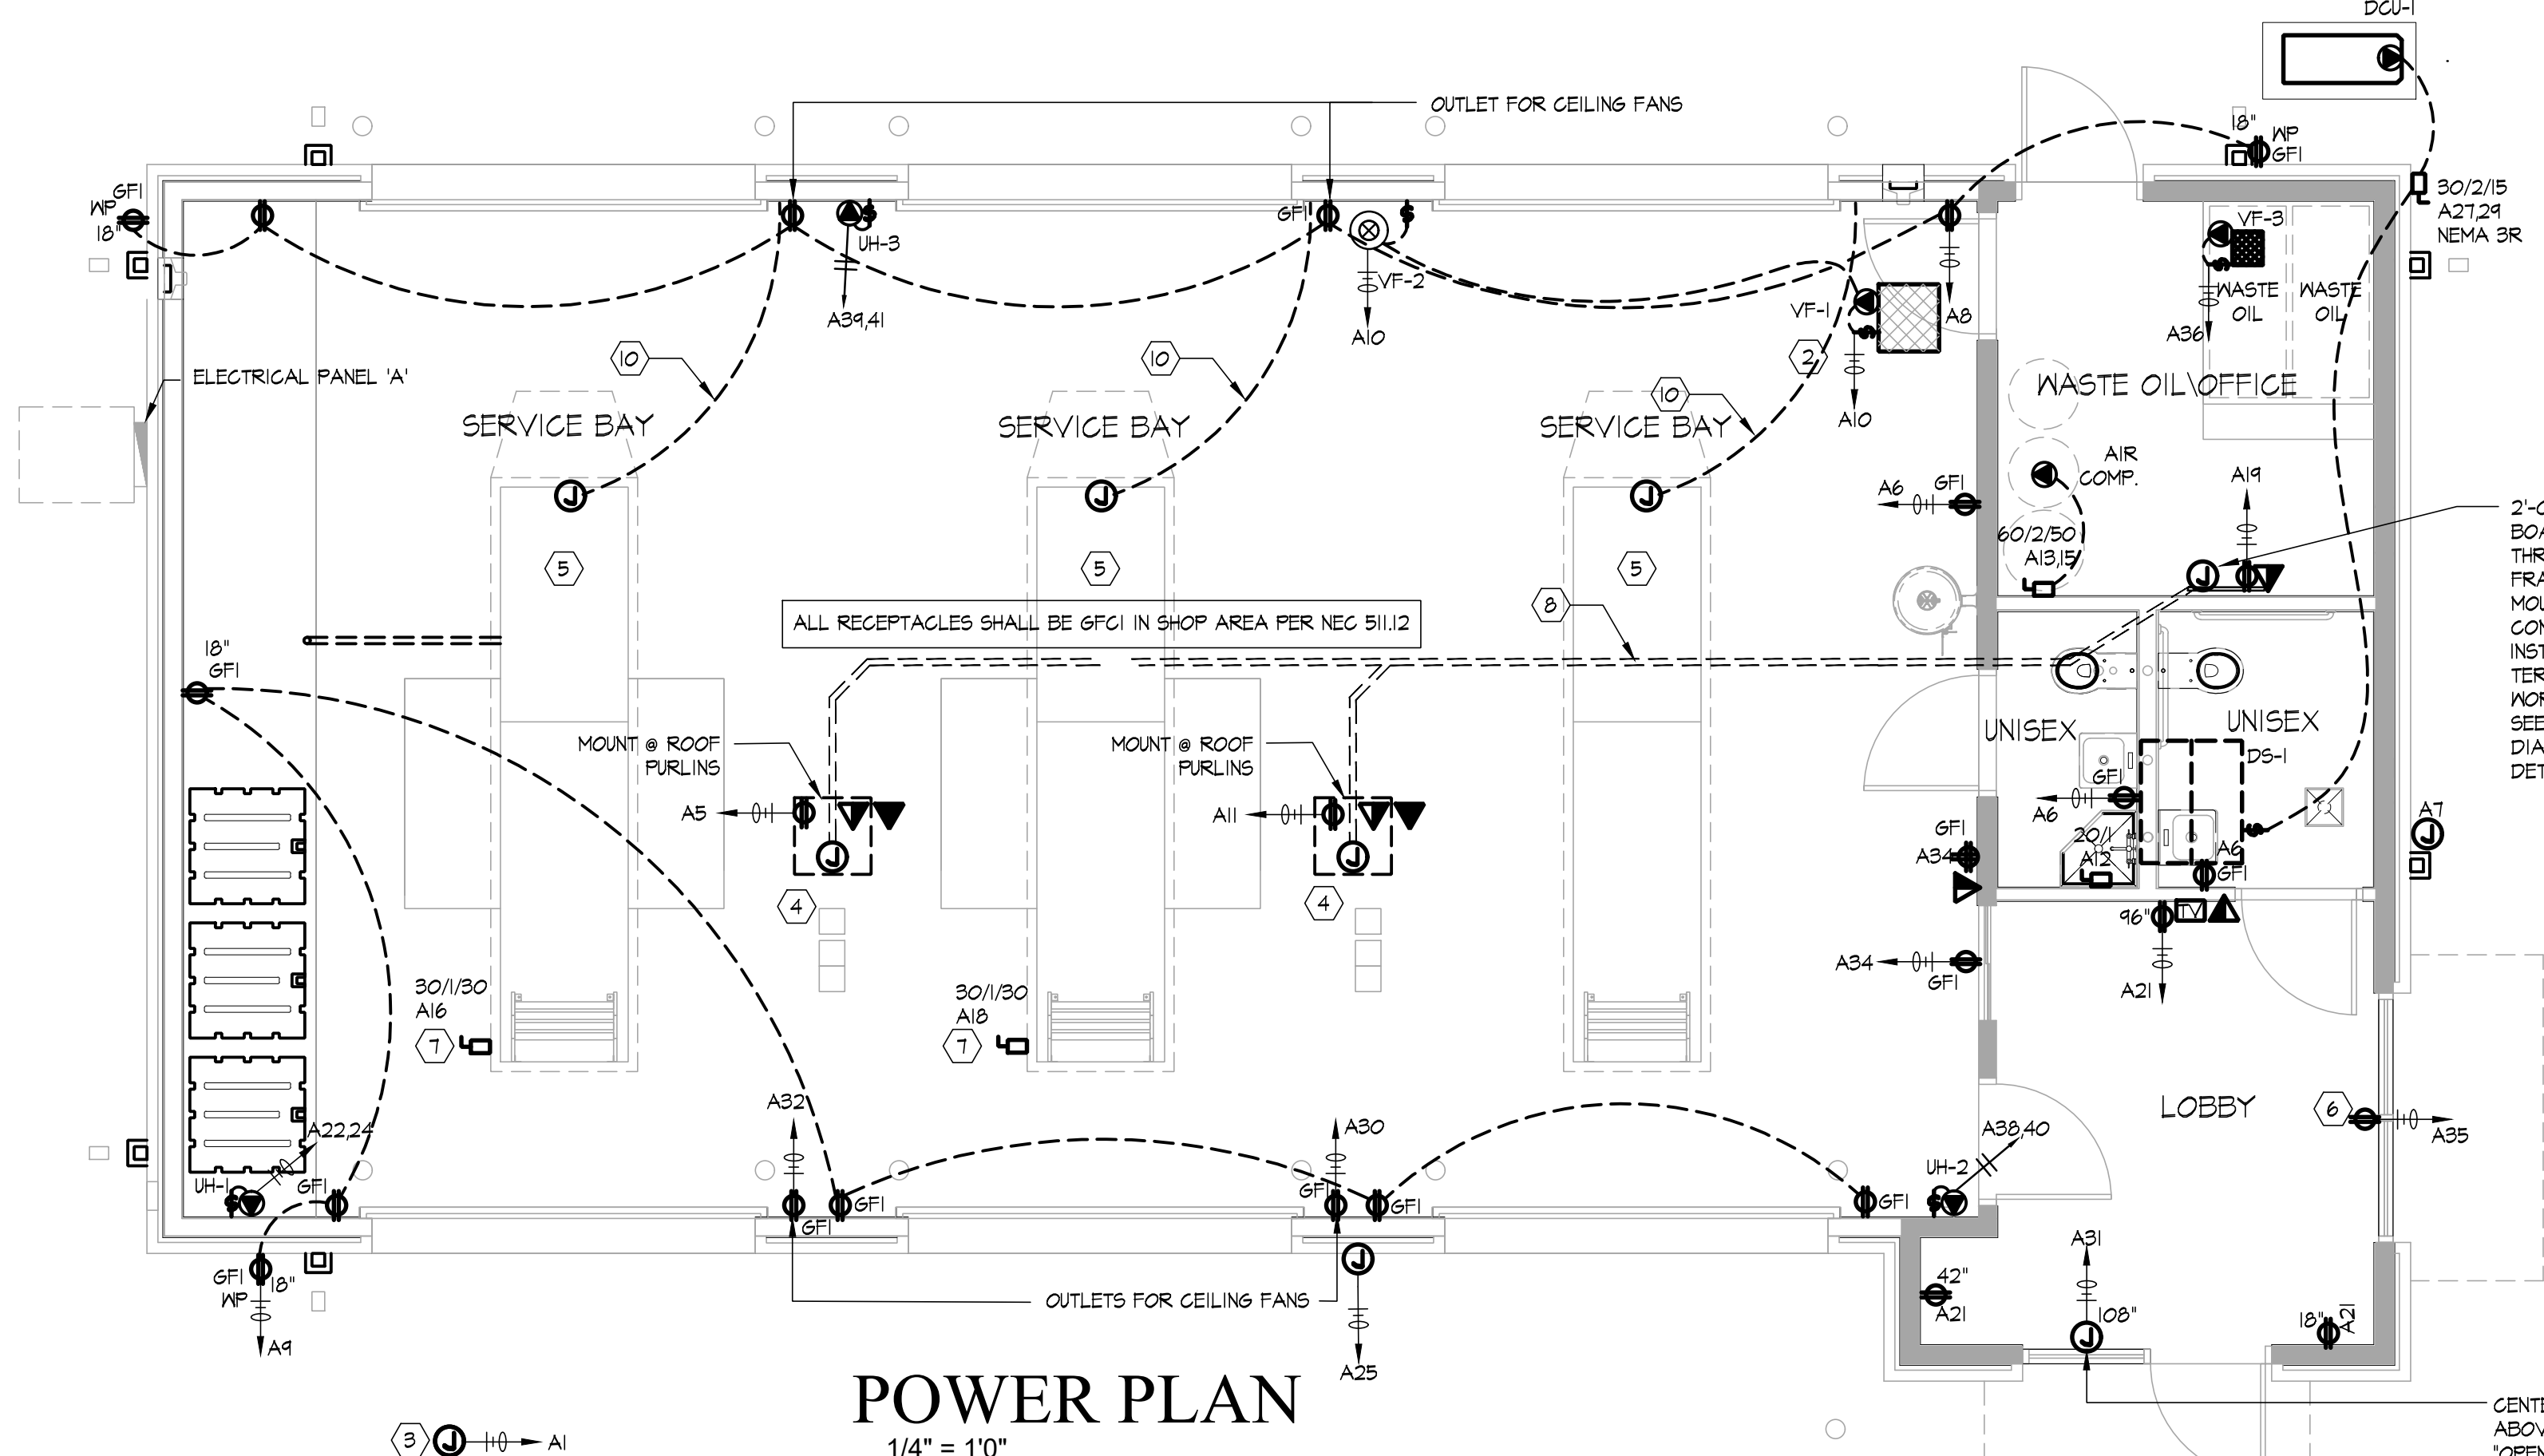 DCU-1
OUTLET FOR CEILING FANS
18"
WP
GFI
30/2/15
A27,29
NEMA 3R
GFI
WP
18"
UH-3
A39,41
GFI
VF-2
A10
VF-1
A8
VF-3
WASTE
OIL
WASTE
OIL
A36
ELECTRICAL PANEL 'A'
10
10
2
10
A10
SERVICE BAY
SERVICE BAY
SERVICE BAY
WASTE OIL\OFFICE
AIR
COMP.
A19
A6
GFI
60/2/50
A13,15
5
5
5
8
ALL RECEPTACLES SHALL BE GFCI IN SHOP AREA PER NEC 511.12
18"
GFI
MOUNT @ ROOF
PURLINS
MOUNT @ ROOF
PURLINS
UNISEX
UNISEX
DS-1
A5
A11
GFI
A6
20/1
A12
A6
GFI
A7
GFI
A34
4
4
96"
TV
A21
A34
GFI
30/1/30
A16
7
30/1/30
A18
7
LOBBY
6
A35
A32
A30
A22,24
UH-1
GFI
GFI
GFI
GFI
GFI
GFI
UH-2
A38,40
GFI
18"
WP
A9
OUTLETS FOR CEILING FANS
A25
42"
A21
A31
108"
18"
A21
J
J
J
J
J
J
J
J
J
J
POWER PLAN
1/4" = 1'0"
3
A1
2'-
SEE
ABOV